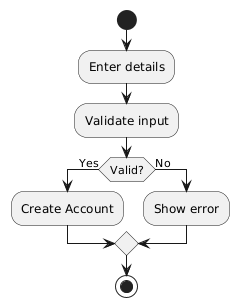 Enter details
Validate input
Yes
Valid?
No
Create Account
Show error